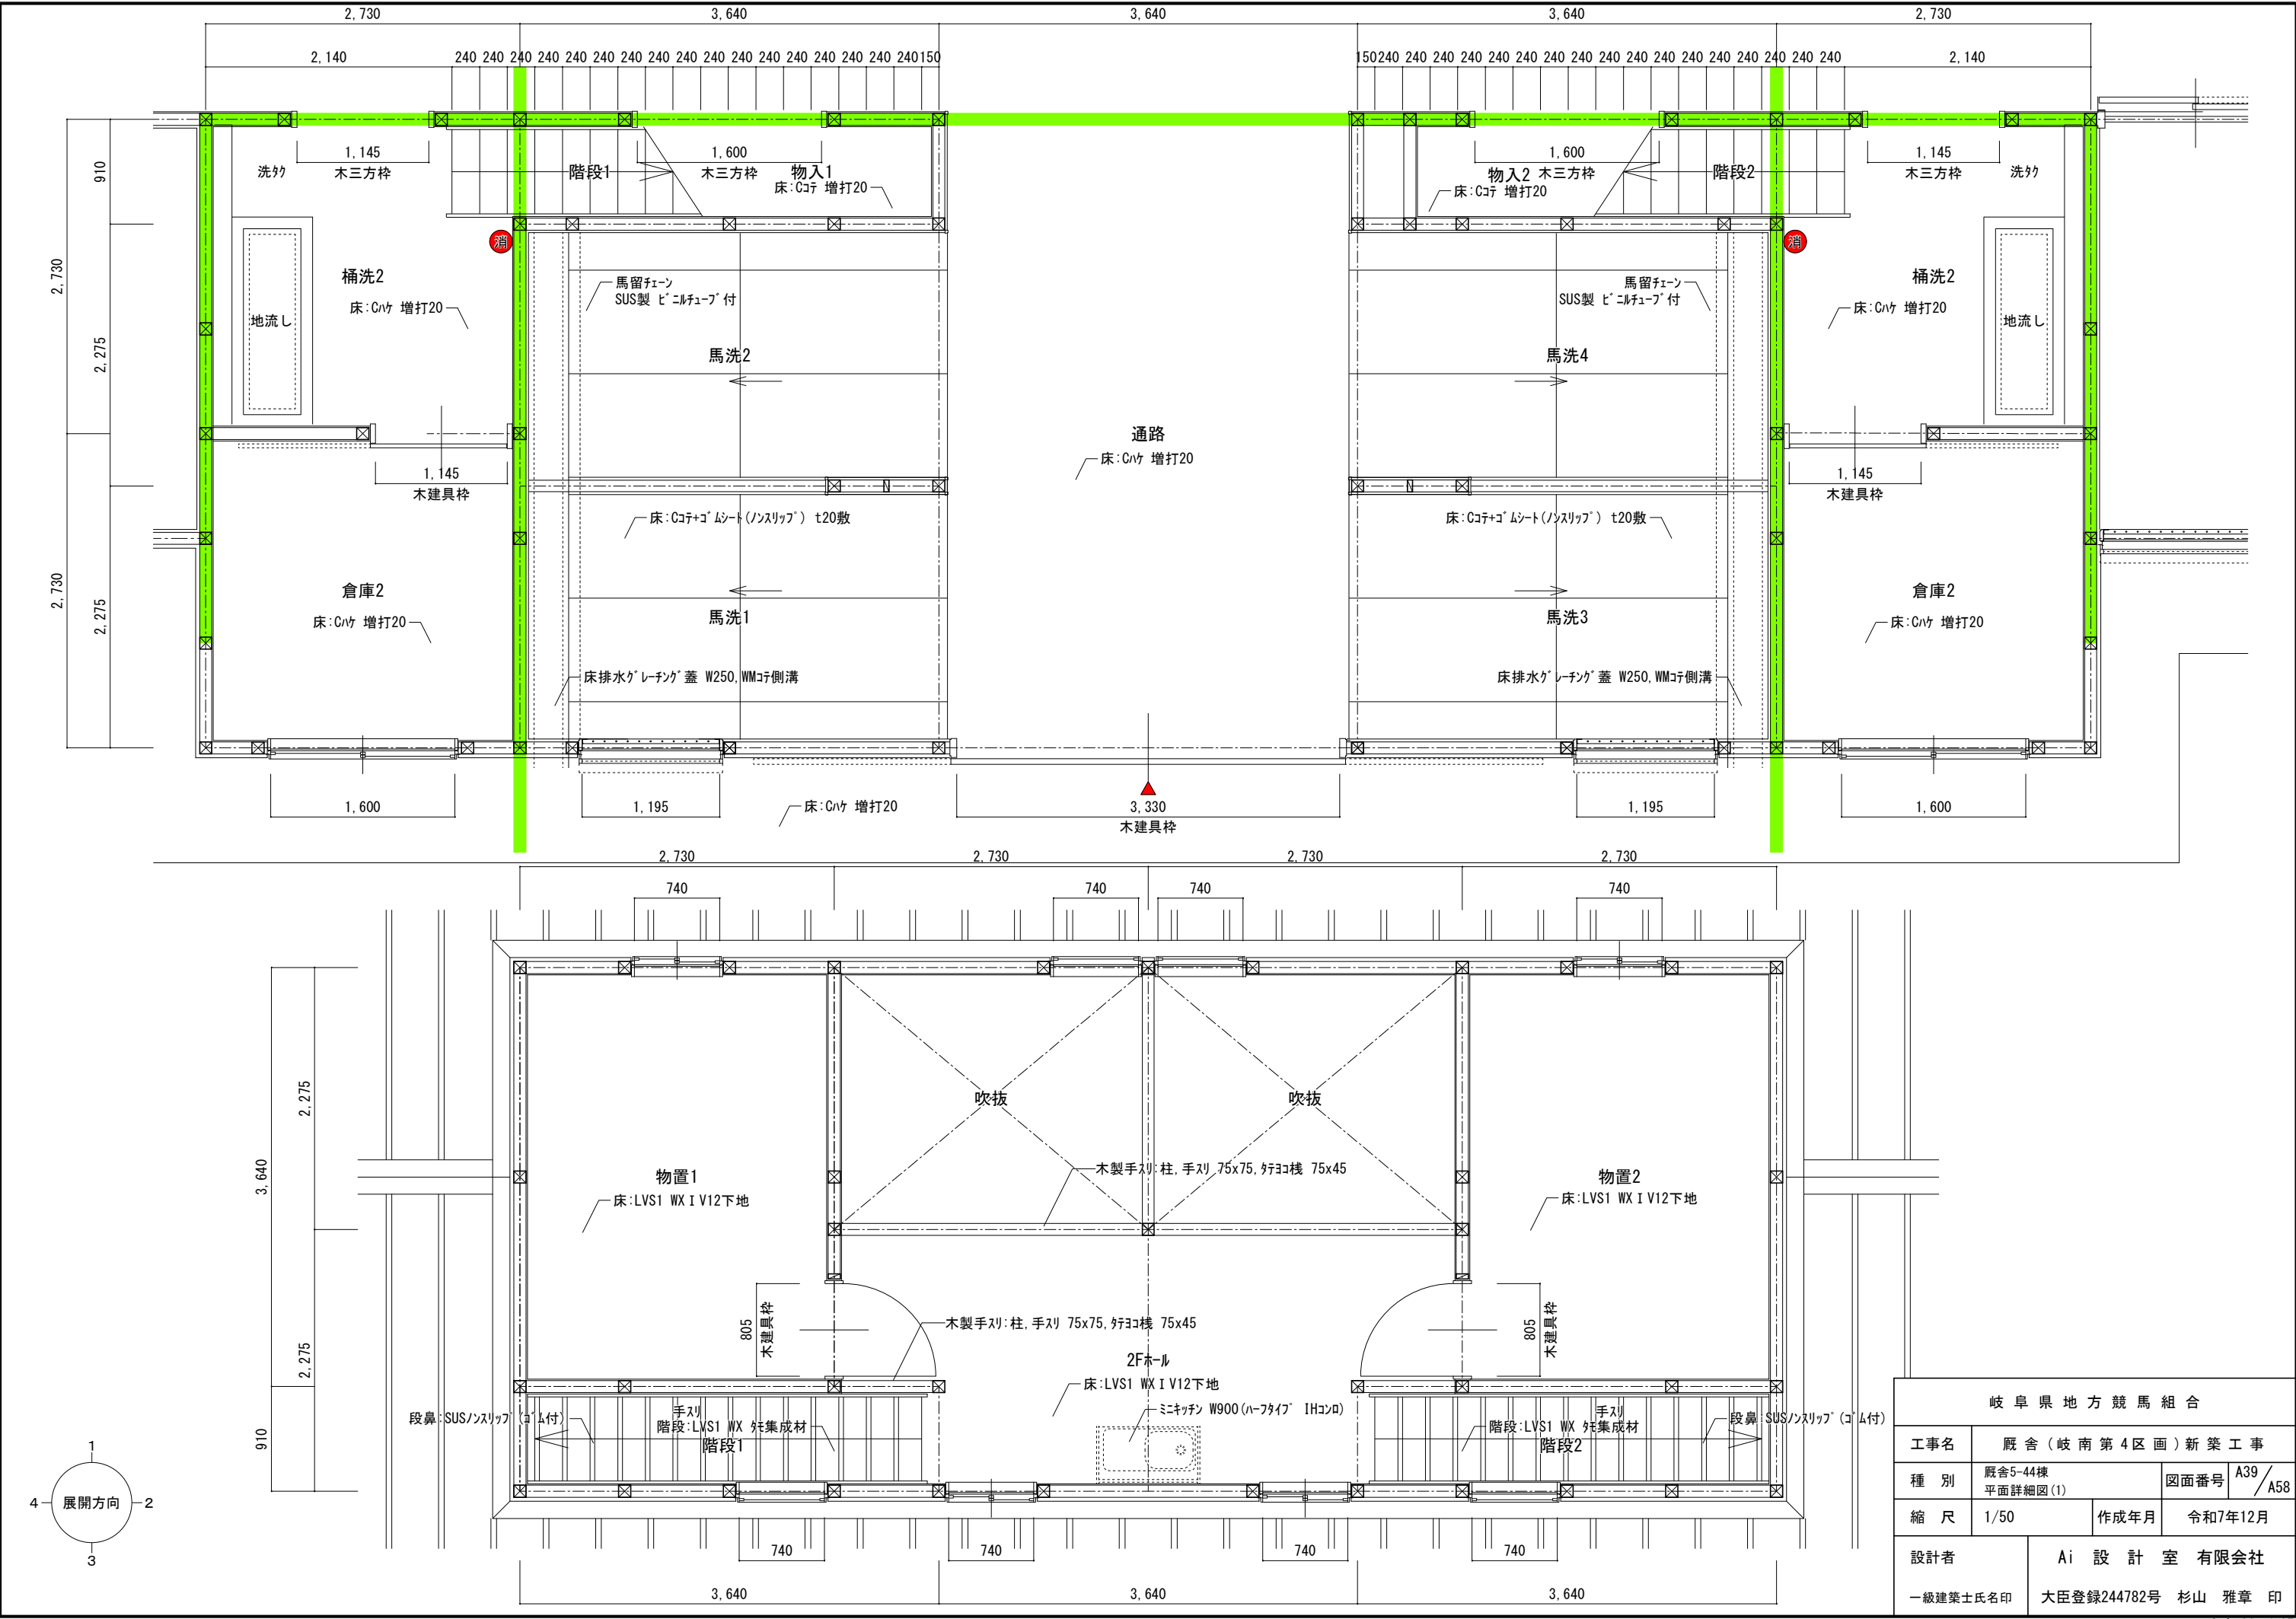 2,730 3,640 3,640 3,640 2,730
2,140 240 240 240 240 240 240 240 240 240 240 240 240 240 240 240 240 240 150
150 240 240 240 240 240 240 240 240 240 240 240 240 240 240 240 240 240 2,140
910
2,730
2,275
2,730
2,275
洗タク
1,145
木三方枠
階段1
1,600
木三方枠
物入1
床:Cコテ 増打20
物入2
1,600
木三方枠
床:Cコテ 増打20
階段2
1,145
木三方枠
洗タク
消
消
桶洗2
床:Cハケ 増打20
地流し
馬留チェーン
SUS製 ビニルチューブ付
馬洗2
馬留チェーン
SUS製 ビニルチューブ付
馬洗4
桶洗2
床:Cハケ 増打20
地流し
通路
床:Cハケ 増打20
1,145
木建具枠
1,145
木建具枠
床:Cコテ+ゴムシート(ノンスリップ) t20敷
床:Cコテ+ゴムシート(ノンスリップ) t20敷
倉庫2
床:Cハケ 増打20
馬洗1
馬洗3
倉庫2
床:Cハケ 増打20
床排水グレーチング蓋 W250,WMコテ側溝
床排水グレーチング蓋 W250,WMコテ側溝
1,600
1,195
床:Cハケ 増打20
3,330
木建具枠
1,195
1,600
2,730 2,730 2,730 2,730
740 740 740 740
2,275
3,640
2,275
910
吹抜
吹抜
物置1
床:LVS1 WXⅠV12下地
木製手スリ:柱,手スリ 75x75,タテヨコ桟 75x45
物置2
床:LVS1 WXⅠV12下地
805
木建具枠
木製手スリ:柱,手スリ 75x75,タテヨコ桟 75x45
805
木建具枠
2Fホール
床:LVS1 WXⅠV12下地
ミニキッチン W900(ハーフタイプ IHコンロ)
段鼻:SUSノンスリップ(ゴム付)
手スリ
階段:LVS1 WX タモ集成材
階段1
手スリ
階段:LVS1 WX タモ集成材
階段2
段鼻:SUSノンスリップ(ゴム付)
740 740 740 740
3,640 3,640 3,640
1
4 展開方向 2
3
岐阜県地方競馬組合
工事名 厩舎(岐南第4区画)新築工事
種別 厩舎5-44棟
平面詳細図(1)
図面番号 A39/A58
縮尺 1/50 作成年月 令和7年12月
設計者 Ai 設計室 有限会社
一級建築士氏名印 大臣登録244782号 杉山 雅章 印